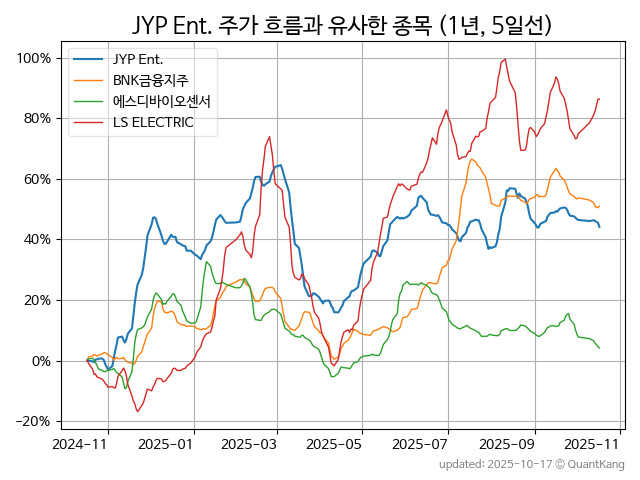 JYP Ent. 주가 흐름과 유사한 종목 (1년, 5일선)
JYP Ent.
BNK금융지주
에스디바이오센서
LS ELECTRIC
100%
80%
60%
40%
20%
0%
−20%
2024-11 2025-01 2025-03 2025-05 2025-07 2025-09 2025-11
updated: 2025-10-17 © QuantKang